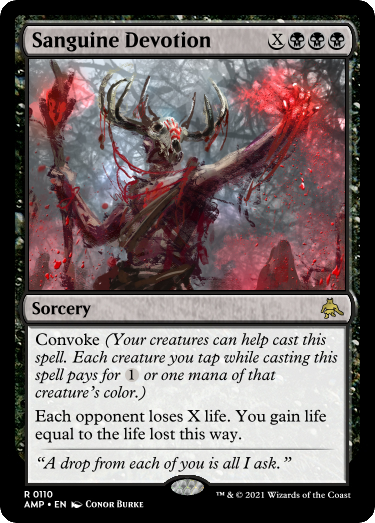 Sanguine Devotion X
Sorcery
Convoke (Your creatures can help cast this
spell. Each creature you tap while casting this
spell pays for 1 or one mana of that
creature's color.)
Each opponent loses X life. You gain life
equal to the life lost this way.
“A drop from each of you is all I ask.”
R 0110
AMP • EN Conor Burke
™ & © 2021 Wizards of the Coast